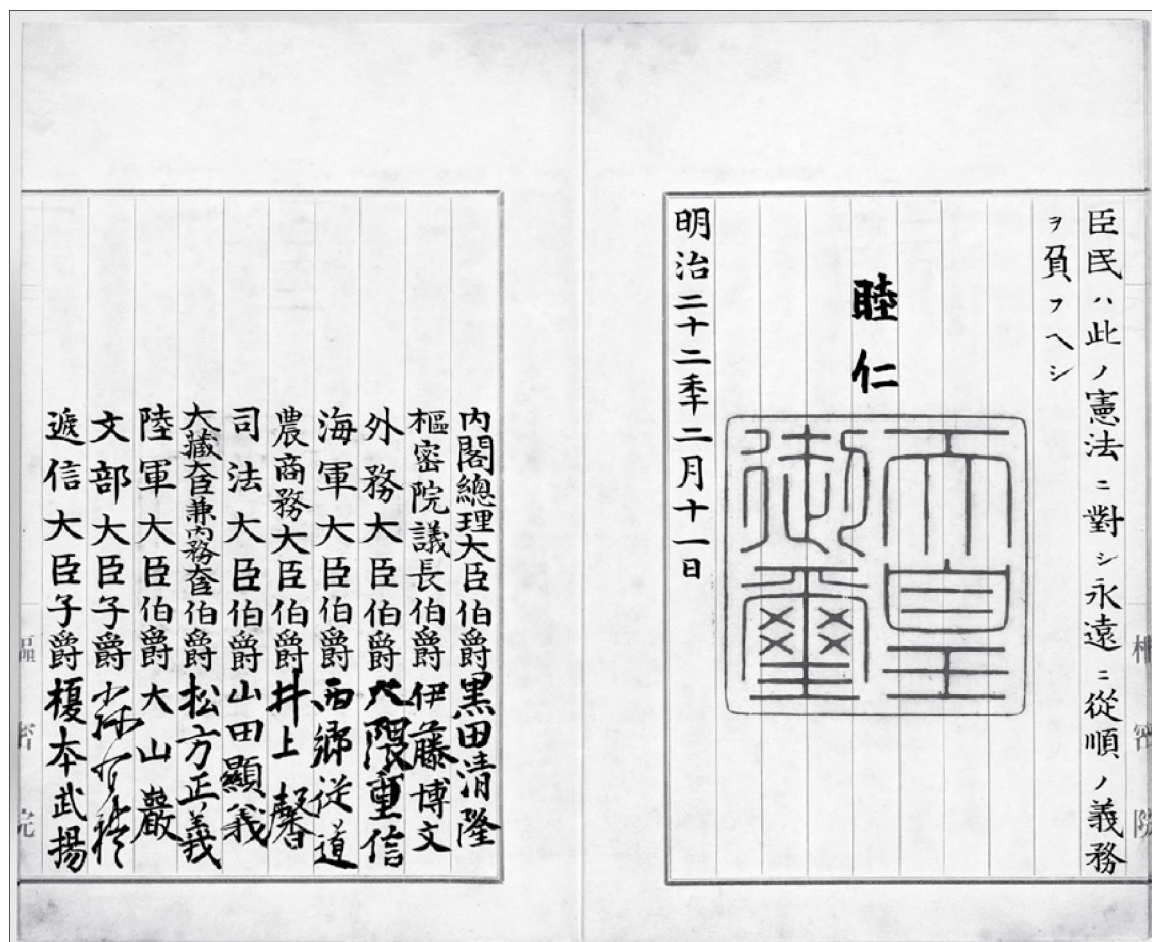 臣民ハ此ノ憲法ニ對シ永遠ニ從順ノ義務
ヲ負フヘシ
睦仁
天皇
御璽
明治二十二年二月十一日
内閣總理大臣伯爵黒田清隆
樞密院議長伯爵伊藤博文
外務大臣伯爵大隈重信
海軍大臣伯爵西郷従道
農商務大臣伯爵井上馨
司法大臣伯爵山田顯義
大藏大臣兼内務大臣伯爵松方正義
陸軍大臣伯爵大山巖
文部大臣子爵森有禮
遞信大臣子爵榎本武揚
樞密院
樞密院